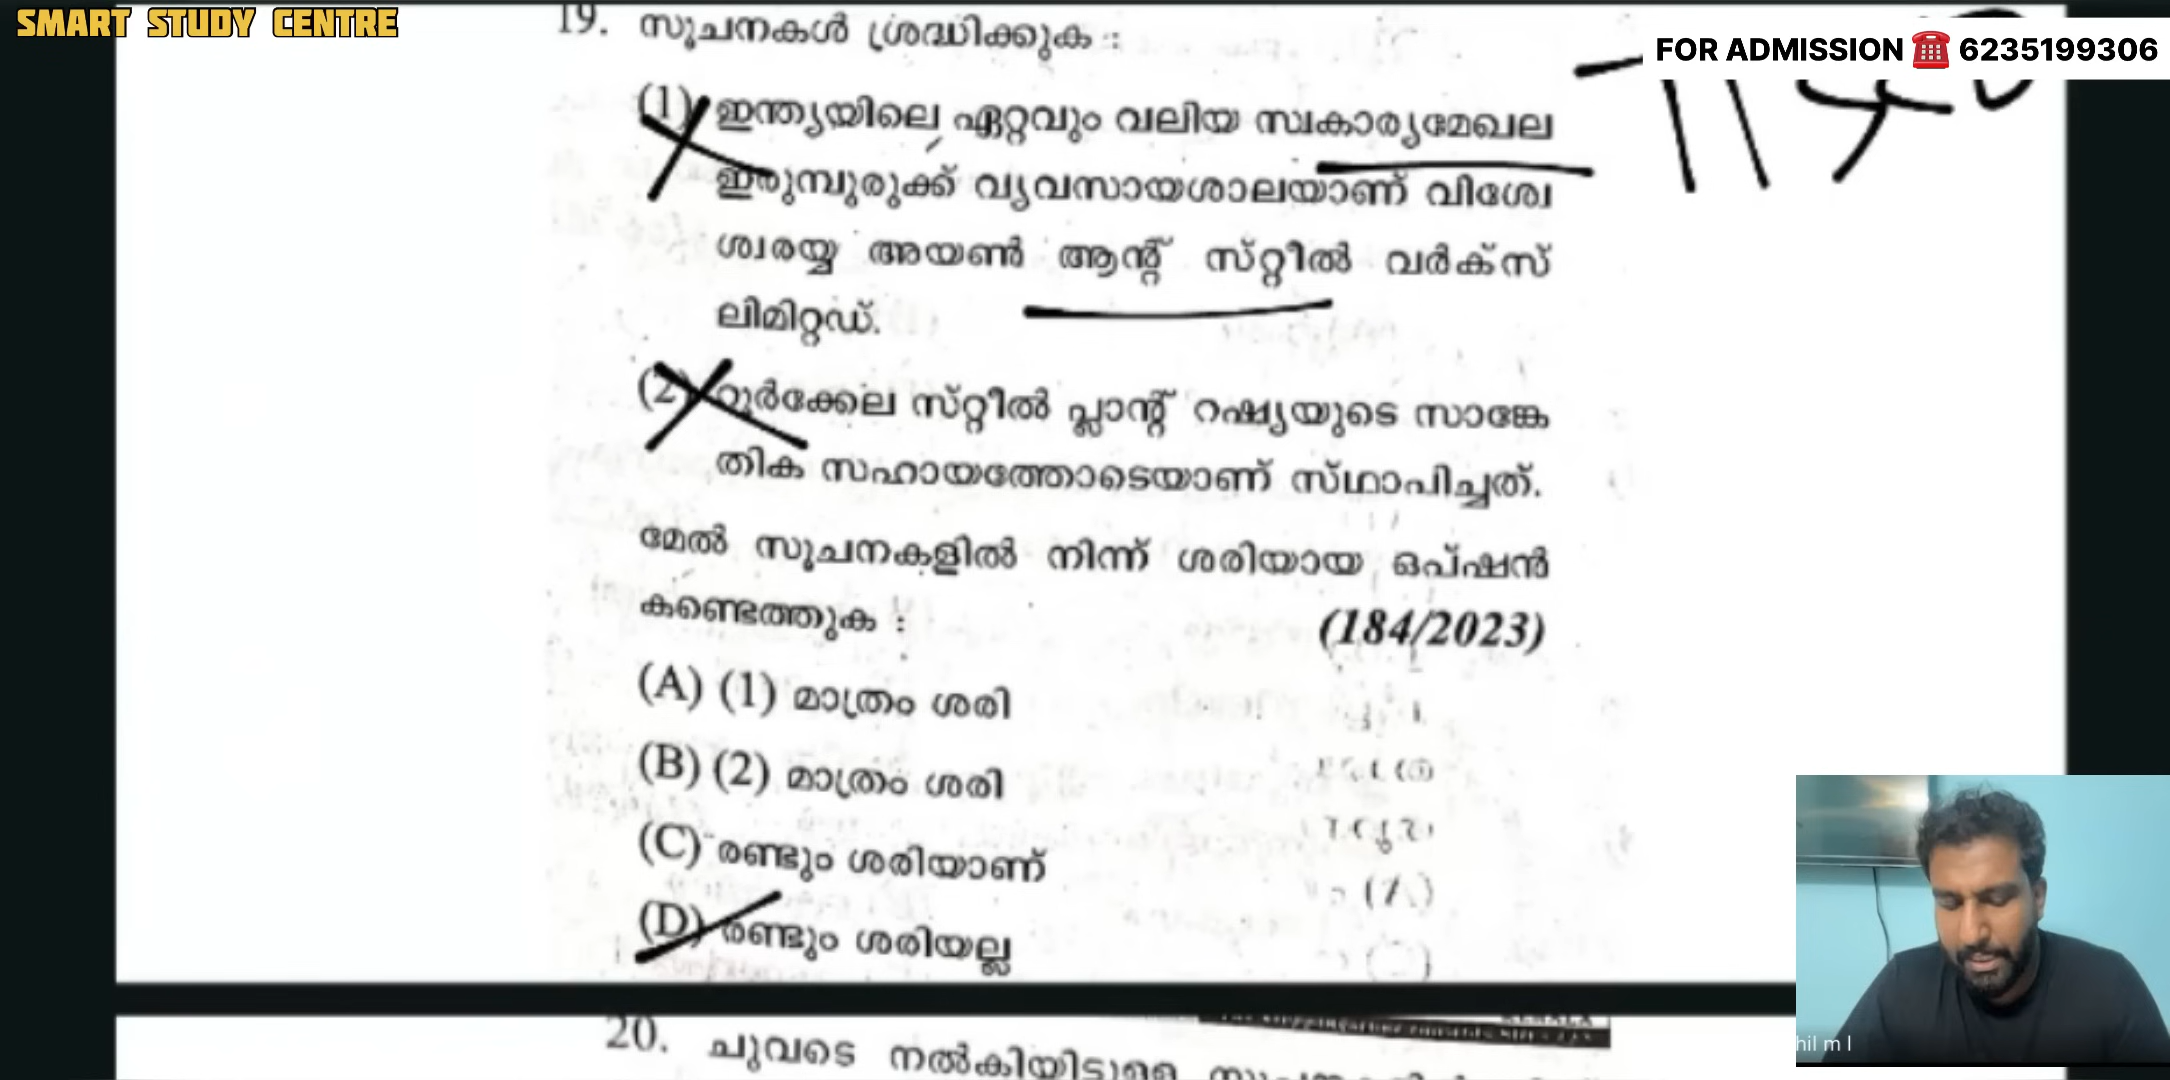 SMART STUDY CENTRE
FOR ADMISSION ☎ 6235199306
19. സൂചനകൾ ശ്രദ്ധിക്കുക :
(1) ഇന്ത്യയിലെ ഏറ്റവും വലിയ സ്വകാര്യമേഖല
ഇരുമ്പുരുക്ക് വ്യവസായശാലയാണ് വിശ്വേ
ശ്വരയ്യ അയൺ ആന്റ് സ്റ്റീൽ വർക്സ്
ലിമിറ്റഡ്.
(2) റൂർക്കേല സ്റ്റീൽ പ്ലാന്റ് റഷ്യയുടെ സാങ്കേ
തിക സഹായത്തോടെയാണ് സ്ഥാപിച്ചത്.
മേൽ സൂചനകളിൽ നിന്ന് ശരിയായ ഒപ്ഷൻ
കണ്ടെത്തുക :
(184/2023)
(A) (1) മാത്രം ശരി
(B) (2) മാത്രം ശരി
(C) രണ്ടും ശരിയാണ്
(D) രണ്ടും ശരിയല്ല
20. ചുവടെ നൽകിയിട്ടുള്ള
hil m l